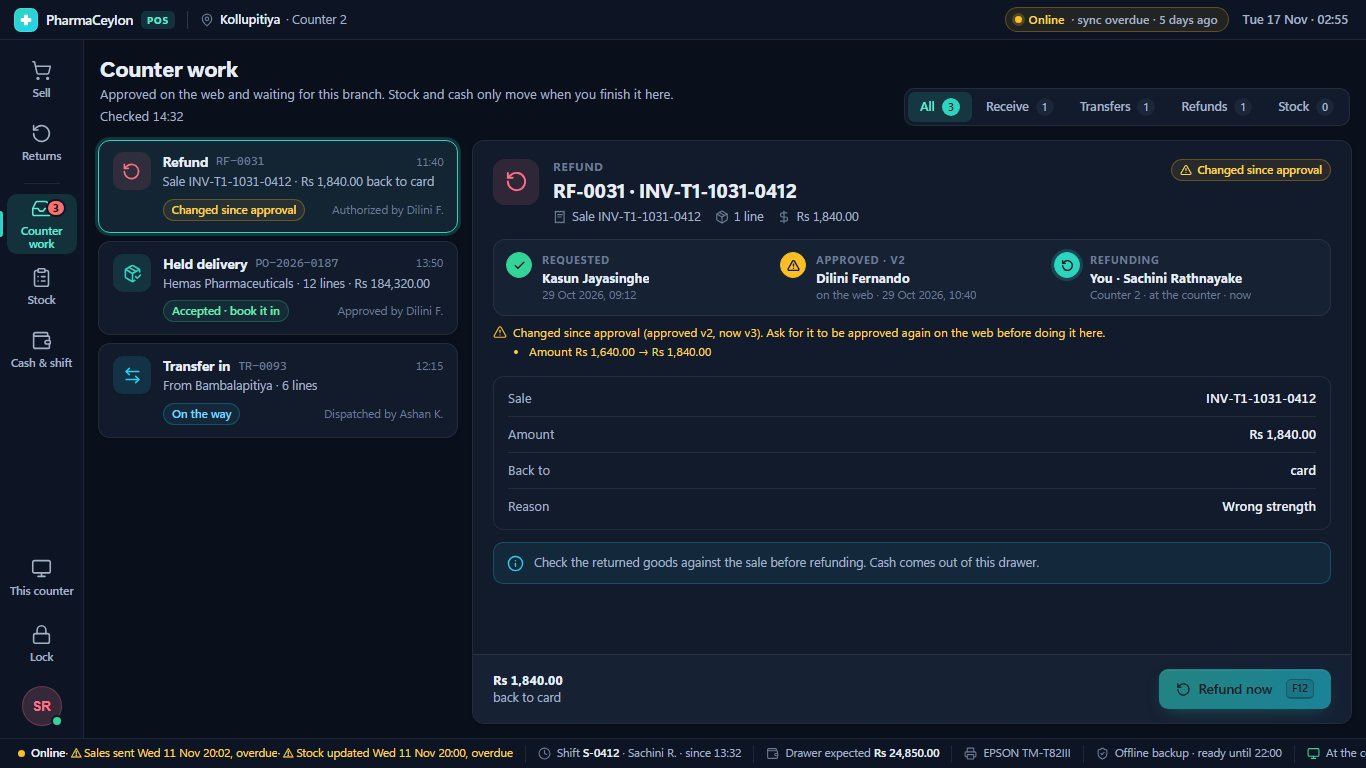 PharmaCeylon POS
Kollupitiya · Counter 2
Online · sync overdue · 5 days ago
Tue 17 Nov · 02:55
Sell
Returns
3
Counter work
Stock
Cash & shift
This counter
Lock
SR
Counter work
Approved on the web and waiting for this branch. Stock and cash only move when you finish it here.
Checked 14:32
All 3
Receive 1
Transfers 1
Refunds 1
Stock 0
Refund RF-0031 11:40
Sale INV-T1-1031-0412 · Rs 1,840.00 back to card
Changed since approval Authorized by Dilini F.
Held delivery PO-2026-0187 13:50
Hemas Pharmaceuticals · 12 lines · Rs 184,320.00
Accepted · book it in Approved by Dilini F.
Transfer in TR-0093 12:15
From Bambalapitiya · 6 lines
On the way Dispatched by Ashan K.
REFUND
RF-0031 · INV-T1-1031-0412
Changed since approval
Sale INV-T1-1031-0412 1 line Rs 1,840.00
REQUESTED
Kasun Jayasinghe
29 Oct 2026, 09:12
APPROVED · V2
Dilini Fernando
on the web · 29 Oct 2026, 10:40
REFUNDING
You · Sachini Rathnayake
Counter 2 · at the counter · now
Changed since approval (approved v2, now v3). Ask for it to be approved again on the web before doing it here.
• Amount Rs 1,640.00 → Rs 1,840.00
Sale INV-T1-1031-0412
Amount Rs 1,840.00
Back to card
Reason Wrong strength
Check the returned goods against the sale before refunding. Cash comes out of this drawer.
Rs 1,840.00
back to card
Refund now F12
Online · Sales sent Wed 11 Nov 20:02, overdue · Stock updated Wed 11 Nov 20:00, overdue
Shift S-0412 · Sachini R. · since 13:32
Drawer expected Rs 24,850.00
EPSON TM-T82III
Offline backup · ready until 22:00
At the